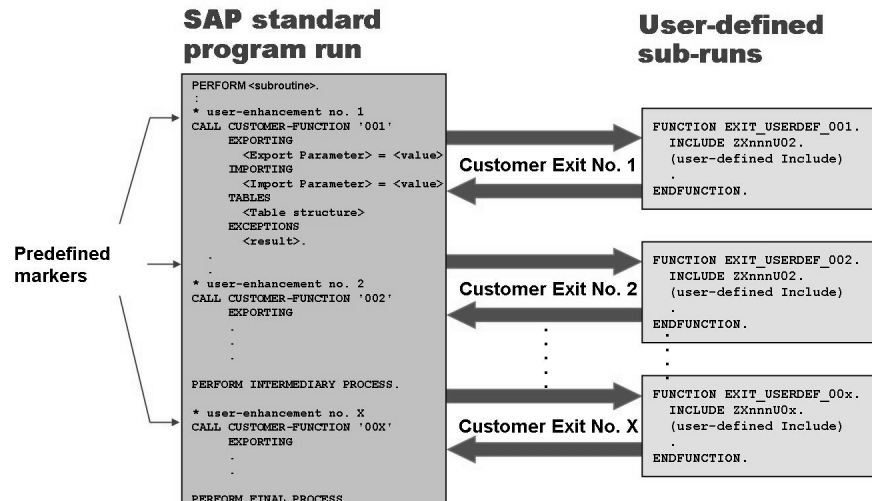 SAP standard
program run
User-defined
sub-runs
PERFORM <subroutine>.
:
* user-enhancement no. 1
CALL CUSTOMER-FUNCTION '001'
EXPORTING
<Export Parameter> = <value>
IMPORTING
<Import Parameter> = <value>
TABLES
<Table structure>
EXCEPTIONS
<result>.
.
.
* user-enhancement no. 2
CALL CUSTOMER-FUNCTION '002'
EXPORTING
.
.
.
PERFORM INTERMEDIARY PROCESS.
* user-enhancement no. X
CALL CUSTOMER-FUNCTION '00X'
EXPORTING
.
.
PERFORM FINAL PROCESS
Predefined
markers
Customer Exit No. 1
Customer Exit No. 2
Customer Exit No. X
FUNCTION EXIT_USERDEF_001.
INCLUDE ZXnnnU02.
(user-defined Include)
.
ENDFUNCTION.
FUNCTION EXIT_USERDEF_002.
INCLUDE ZXnnnU02.
(user-defined Include)
.
ENDFUNCTION.
FUNCTION EXIT_USERDEF_00x.
INCLUDE ZXnnnU0x.
(user-defined Include)
.
ENDFUNCTION.